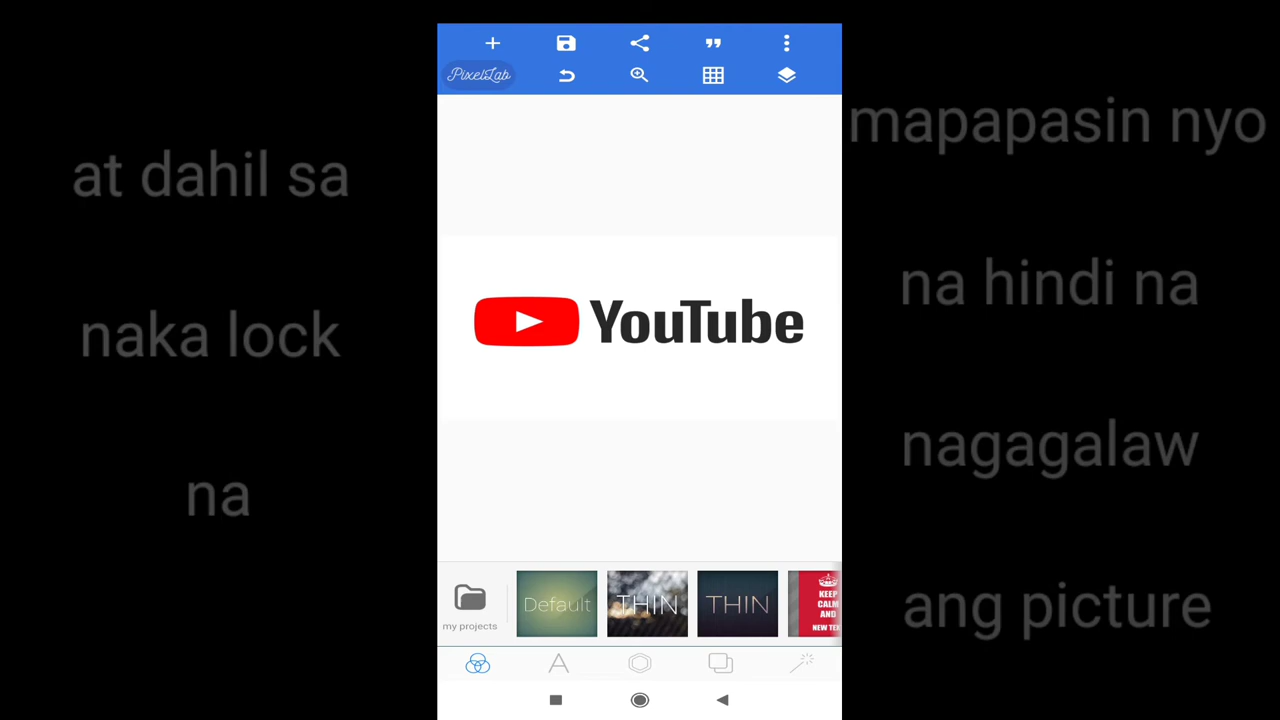 at dahil sa
naka lock
na
PixelLab
YouTube
my projects
Default
THIN
THIN
KEEP
CALM
AND
mapapasin nyo
na hindi na
nagagalaw
ang picture